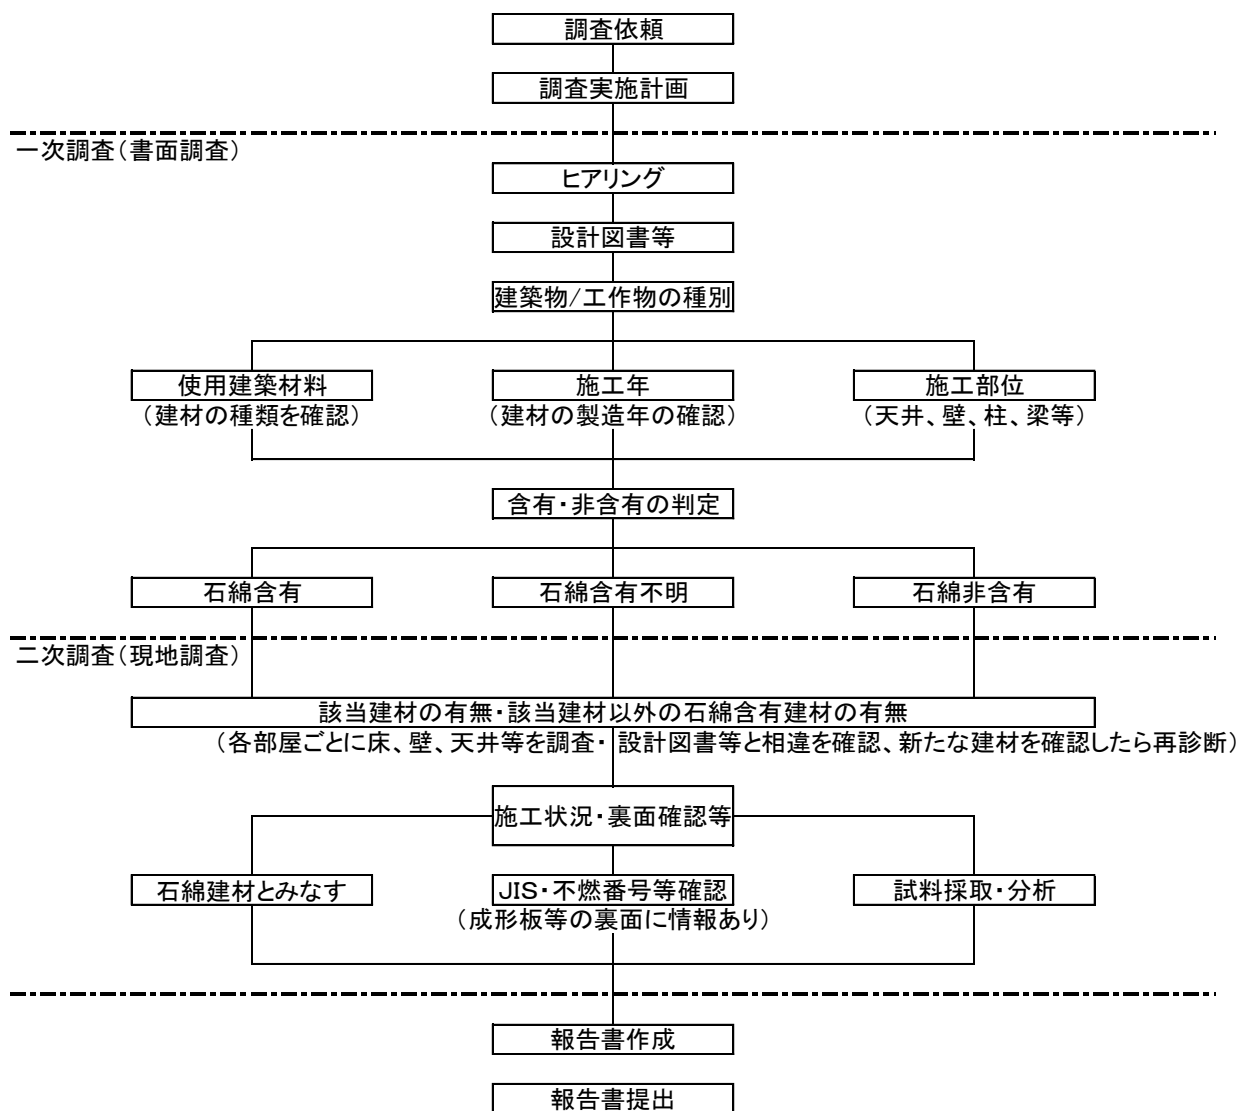 調査依頼
調査実施計画
一次調査（書面調査）
ヒアリング
設計図書等
建築物/工作物の種別
使用建築材料
（建材の種類を確認）
施工年
（建材の製造年の確認）
施工部位
（天井、壁、柱、梁等）
含有・非含有の判定
石綿含有
石綿含有不明
石綿非含有
二次調査（現地調査）
該当建材の有無・該当建材以外の石綿含有建材の有無
（各部屋ごとに床、壁、天井等を調査・設計図書等と相違を確認、新たな建材を確認したら再診断）
施工状況・裏面確認等
石綿建材とみなす
JIS・不燃番号等確認
（成形板等の裏面に情報あり）
試料採取・分析
報告書作成
報告書提出